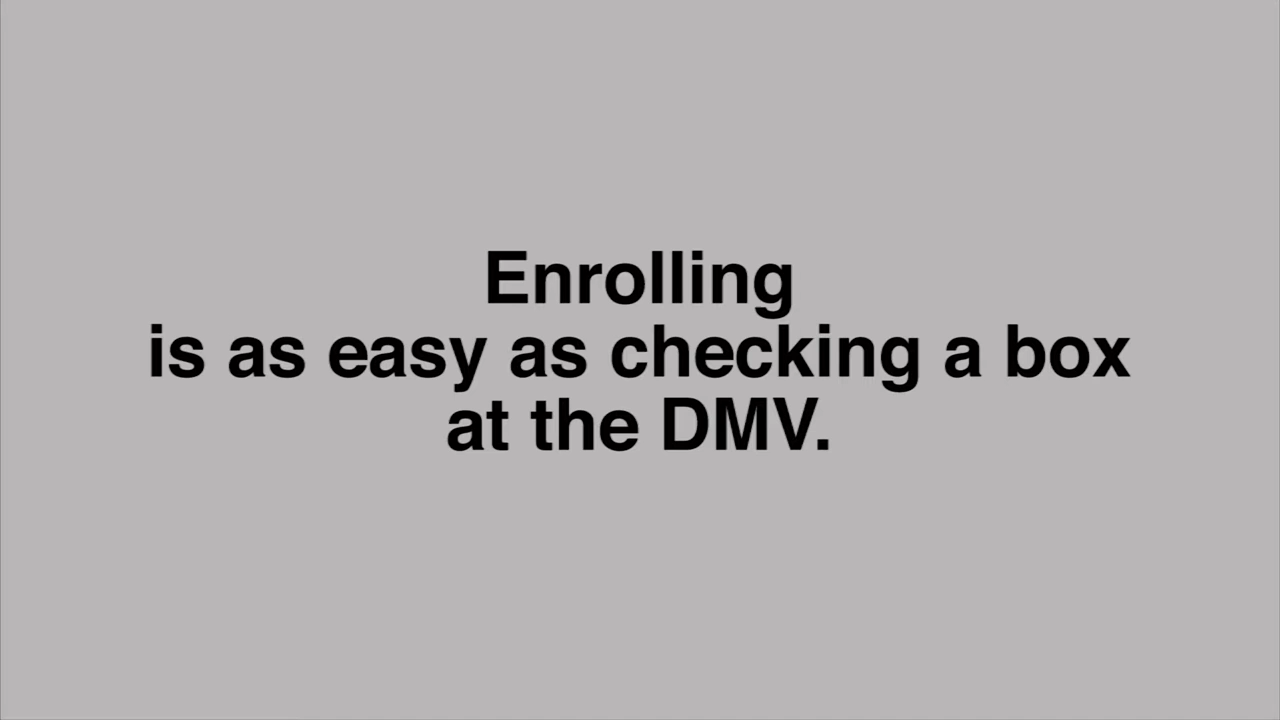 Enrolling
is as easy as checking a box
at the DMV.